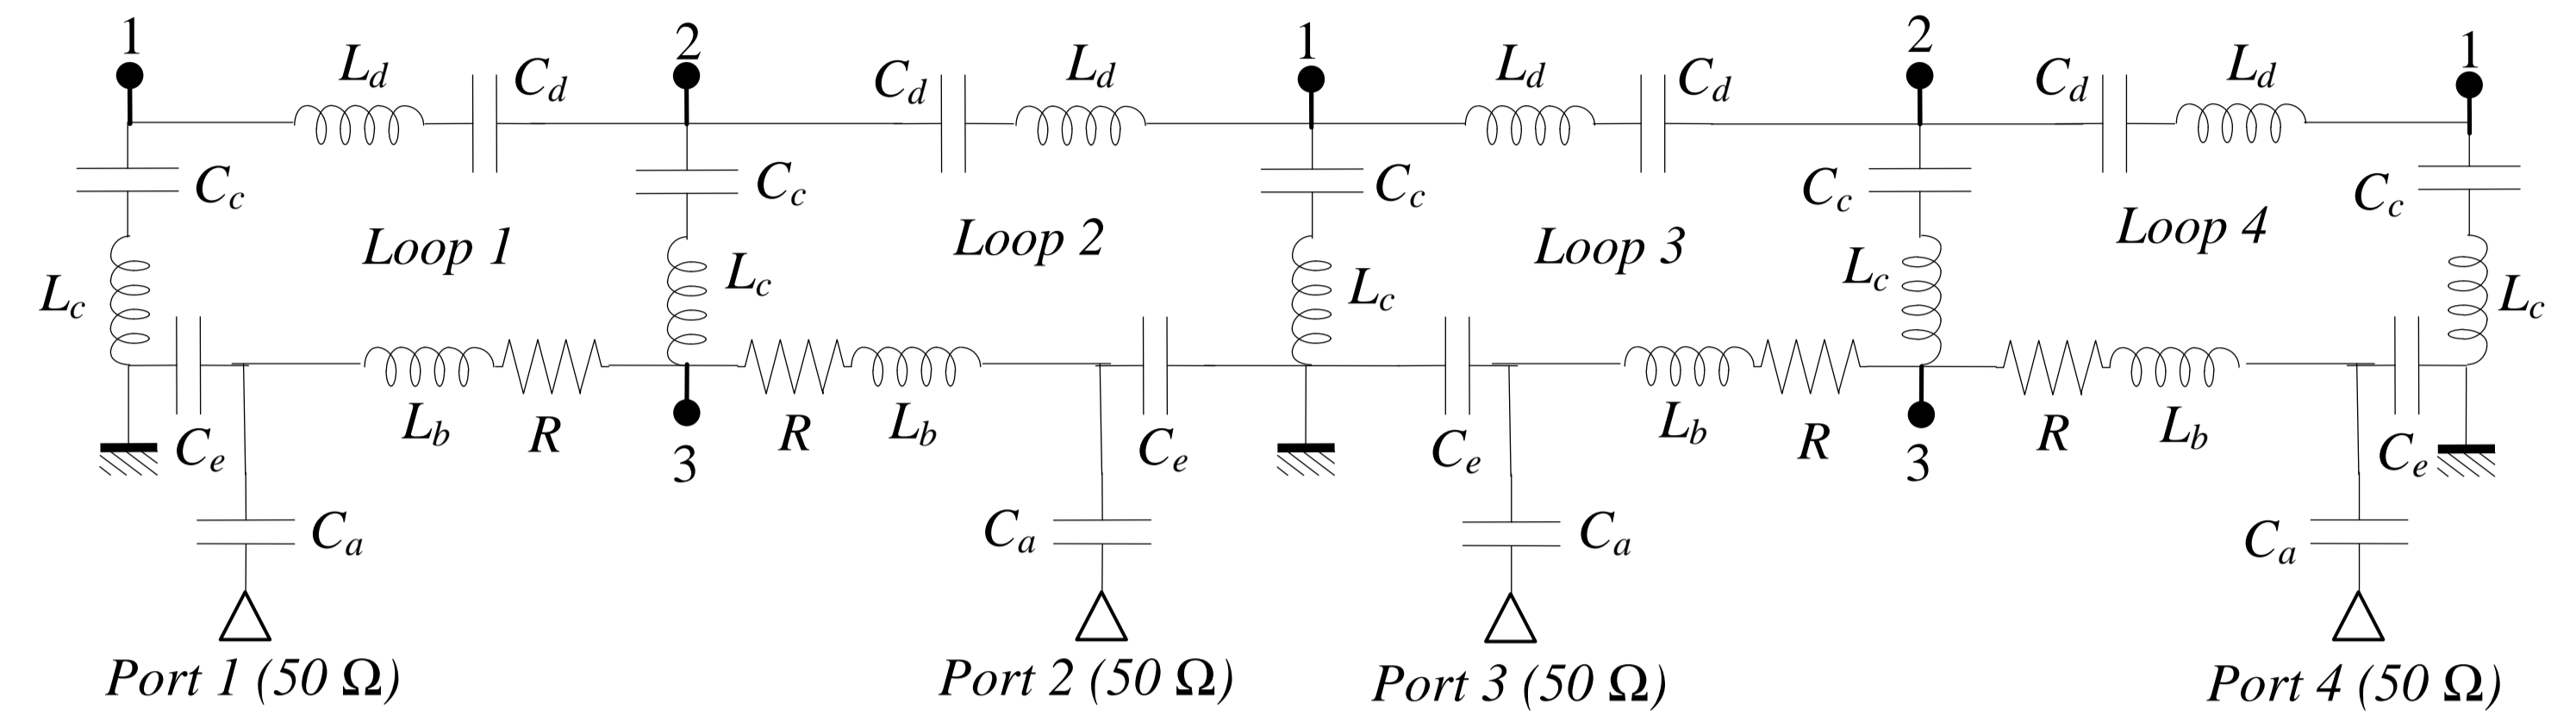 1 2 1 2 1
L_d C_d C_d L_d L_d C_d C_d L_d
C_c C_c C_c C_c C_c
Loop 1 Loop 2 Loop 3 Loop 4
L_c L_c L_c L_c L_c
C_e L_b R R L_b C_e C_e L_b R R L_b C_e
3 3
C_a C_a C_a C_a
Port 1 (50 Ω) Port 2 (50 Ω) Port 3 (50 Ω) Port 4 (50 Ω)